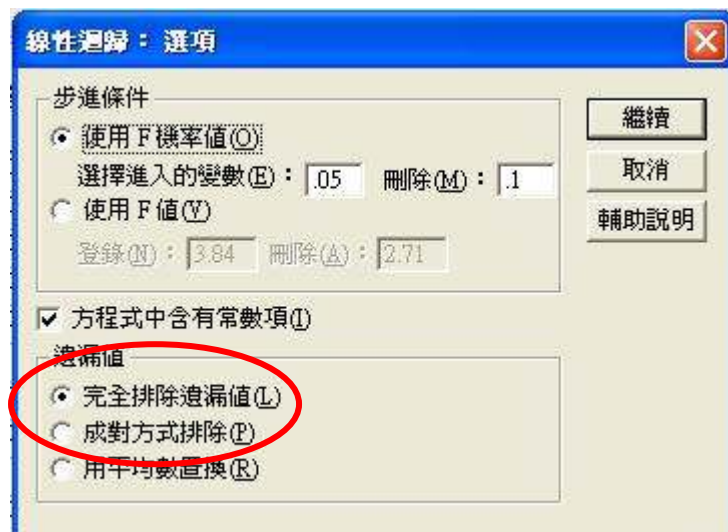 線性迴歸： 選項
步進條件
使用 F 機率值(O)
選擇進入的變數(E)： .05 刪除(M)： .1
使用 F 值(V)
登錄(N)： 3.84 刪除(A)： 2.71
方程式中含有常數項(I)
遺漏值
完全排除遺漏值(L)
成對方式排除(P)
用平均數置換(R)
繼續
取消
輔助說明